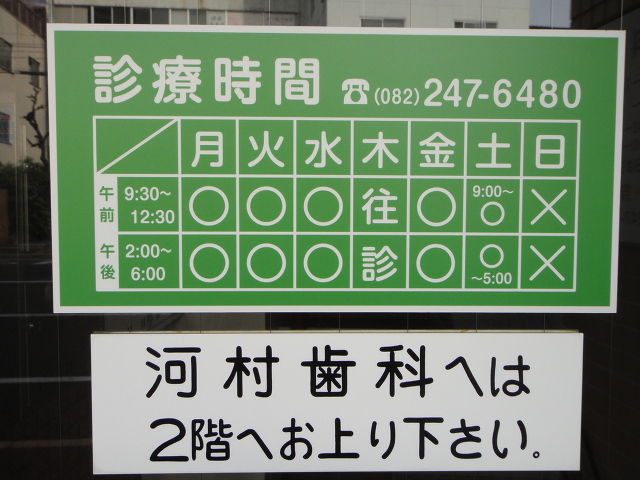 診療時間 ☎(082)247-6480
月 火 水 木 金 土 日
午前 9:30~12:30 ○ ○ ○ 往 ○ 9:00~○ ×
午後 2:00~6:00 ○ ○ ○ 診 ○ ○~5:00 ×
河村歯科へは
2階へお上り下さい。